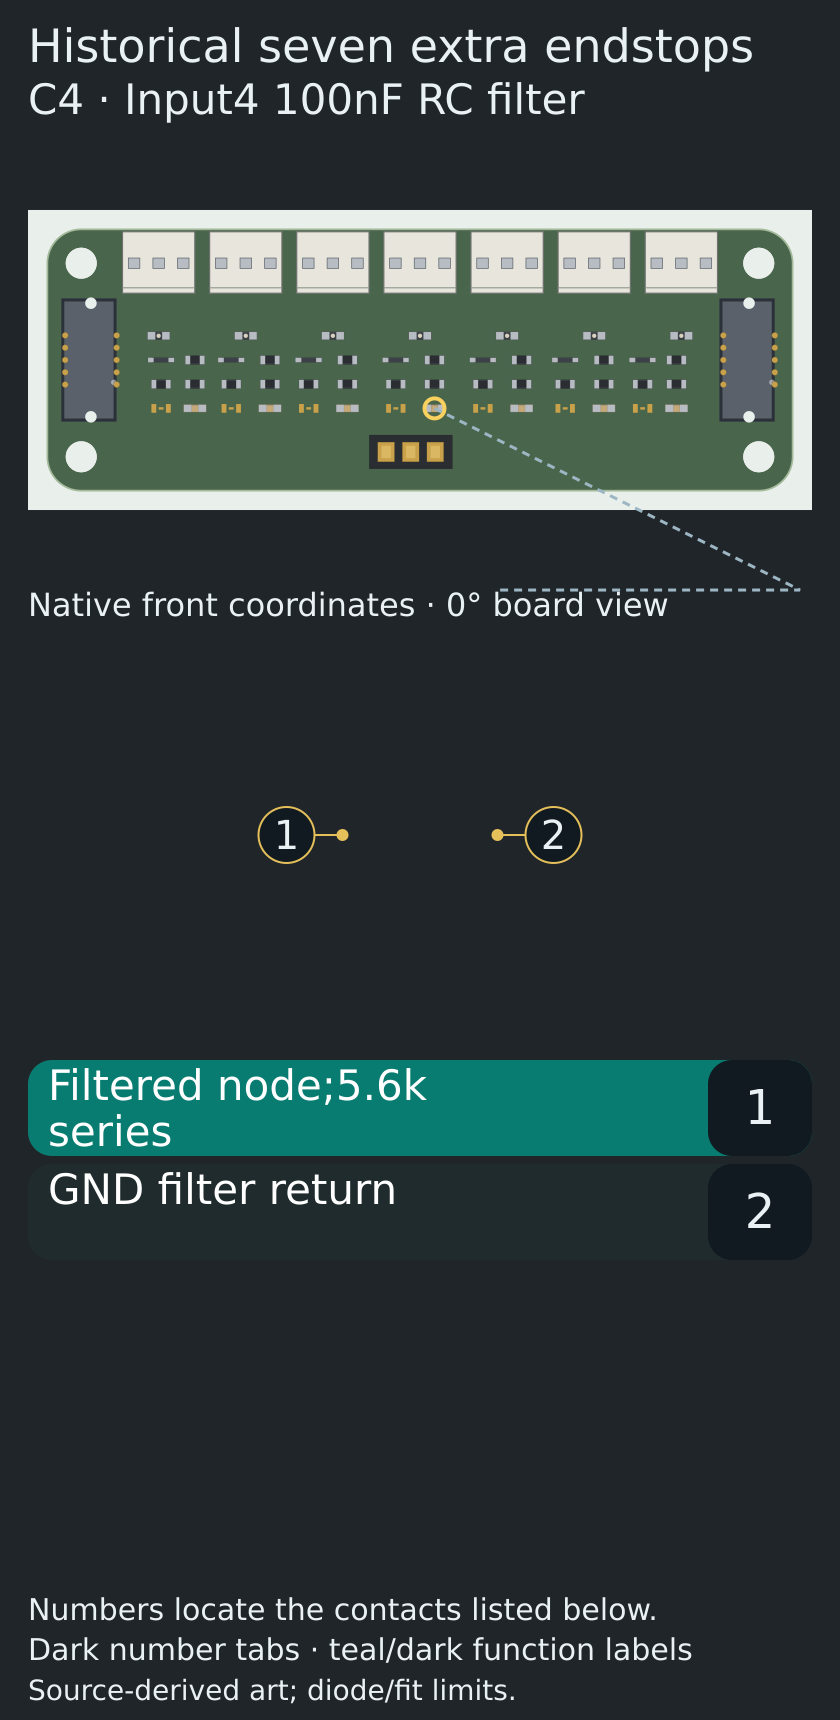 Historical seven extra endstops
C4 · Input4 100nF RC filter
Native front coordinates · 0° board view
1
2
Filtered node;5.6k
series
1
GND filter return
2
Numbers locate the contacts listed below.
Dark number tabs · teal/dark function labels
Source-derived art; diode/fit limits.